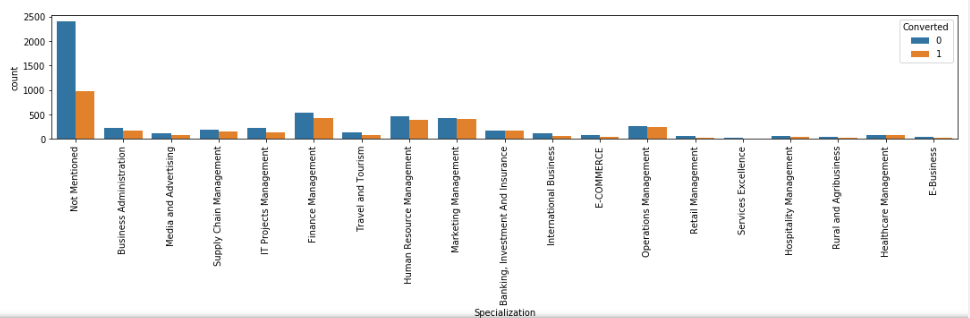 2500
2000
1500
1000
500
0
count
Converted
0
1
Not Mentioned
Business Administration
Media and Advertising
Supply Chain Management
IT Projects Management
Finance Management
Travel and Tourism
Human Resource Management
Marketing Management
Banking, Investment And Insurance
International Business
E-COMMERCE
Operations Management
Retail Management
Services Excellence
Hospitality Management
Rural and Agribusiness
Healthcare Management
E-Business
Specialization